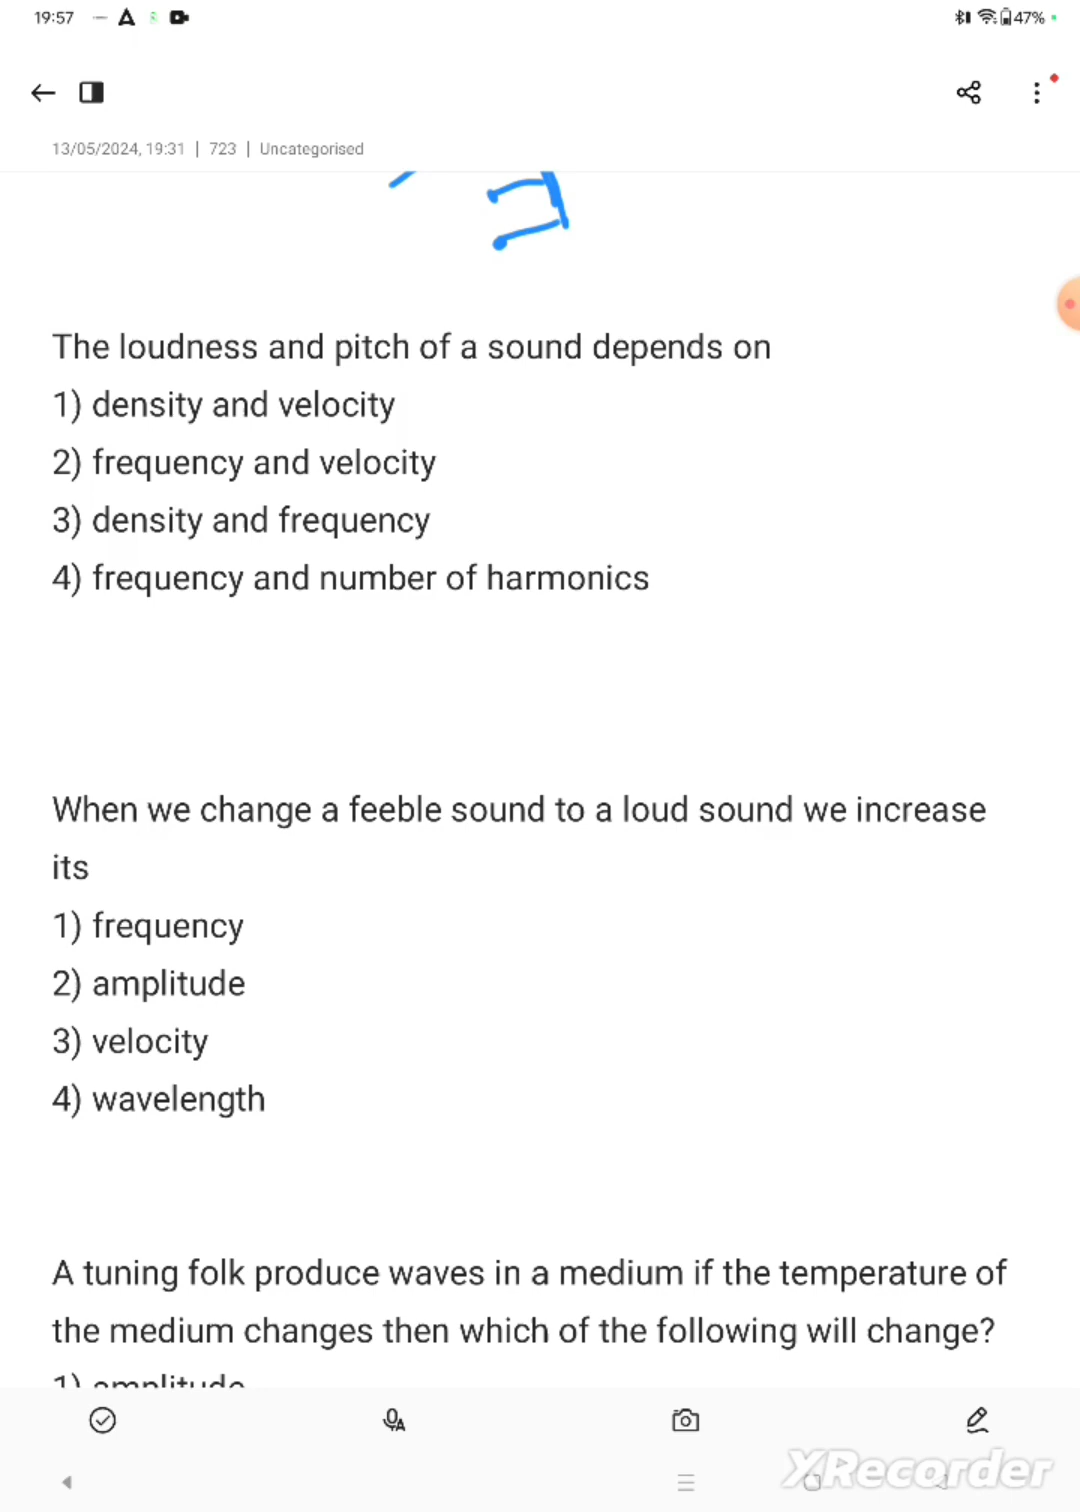 19:57
47%
13/05/2024, 19:31 | 723 | Uncategorised
The loudness and pitch of a sound depends on
1) density and velocity
2) frequency and velocity
3) density and frequency
4) frequency and number of harmonics
When we change a feeble sound to a loud sound we increase
its
1) frequency
2) amplitude
3) velocity
4) wavelength
A tuning folk produce waves in a medium if the temperature of
the medium changes then which of the following will change?
1) amplitude
XRecorder